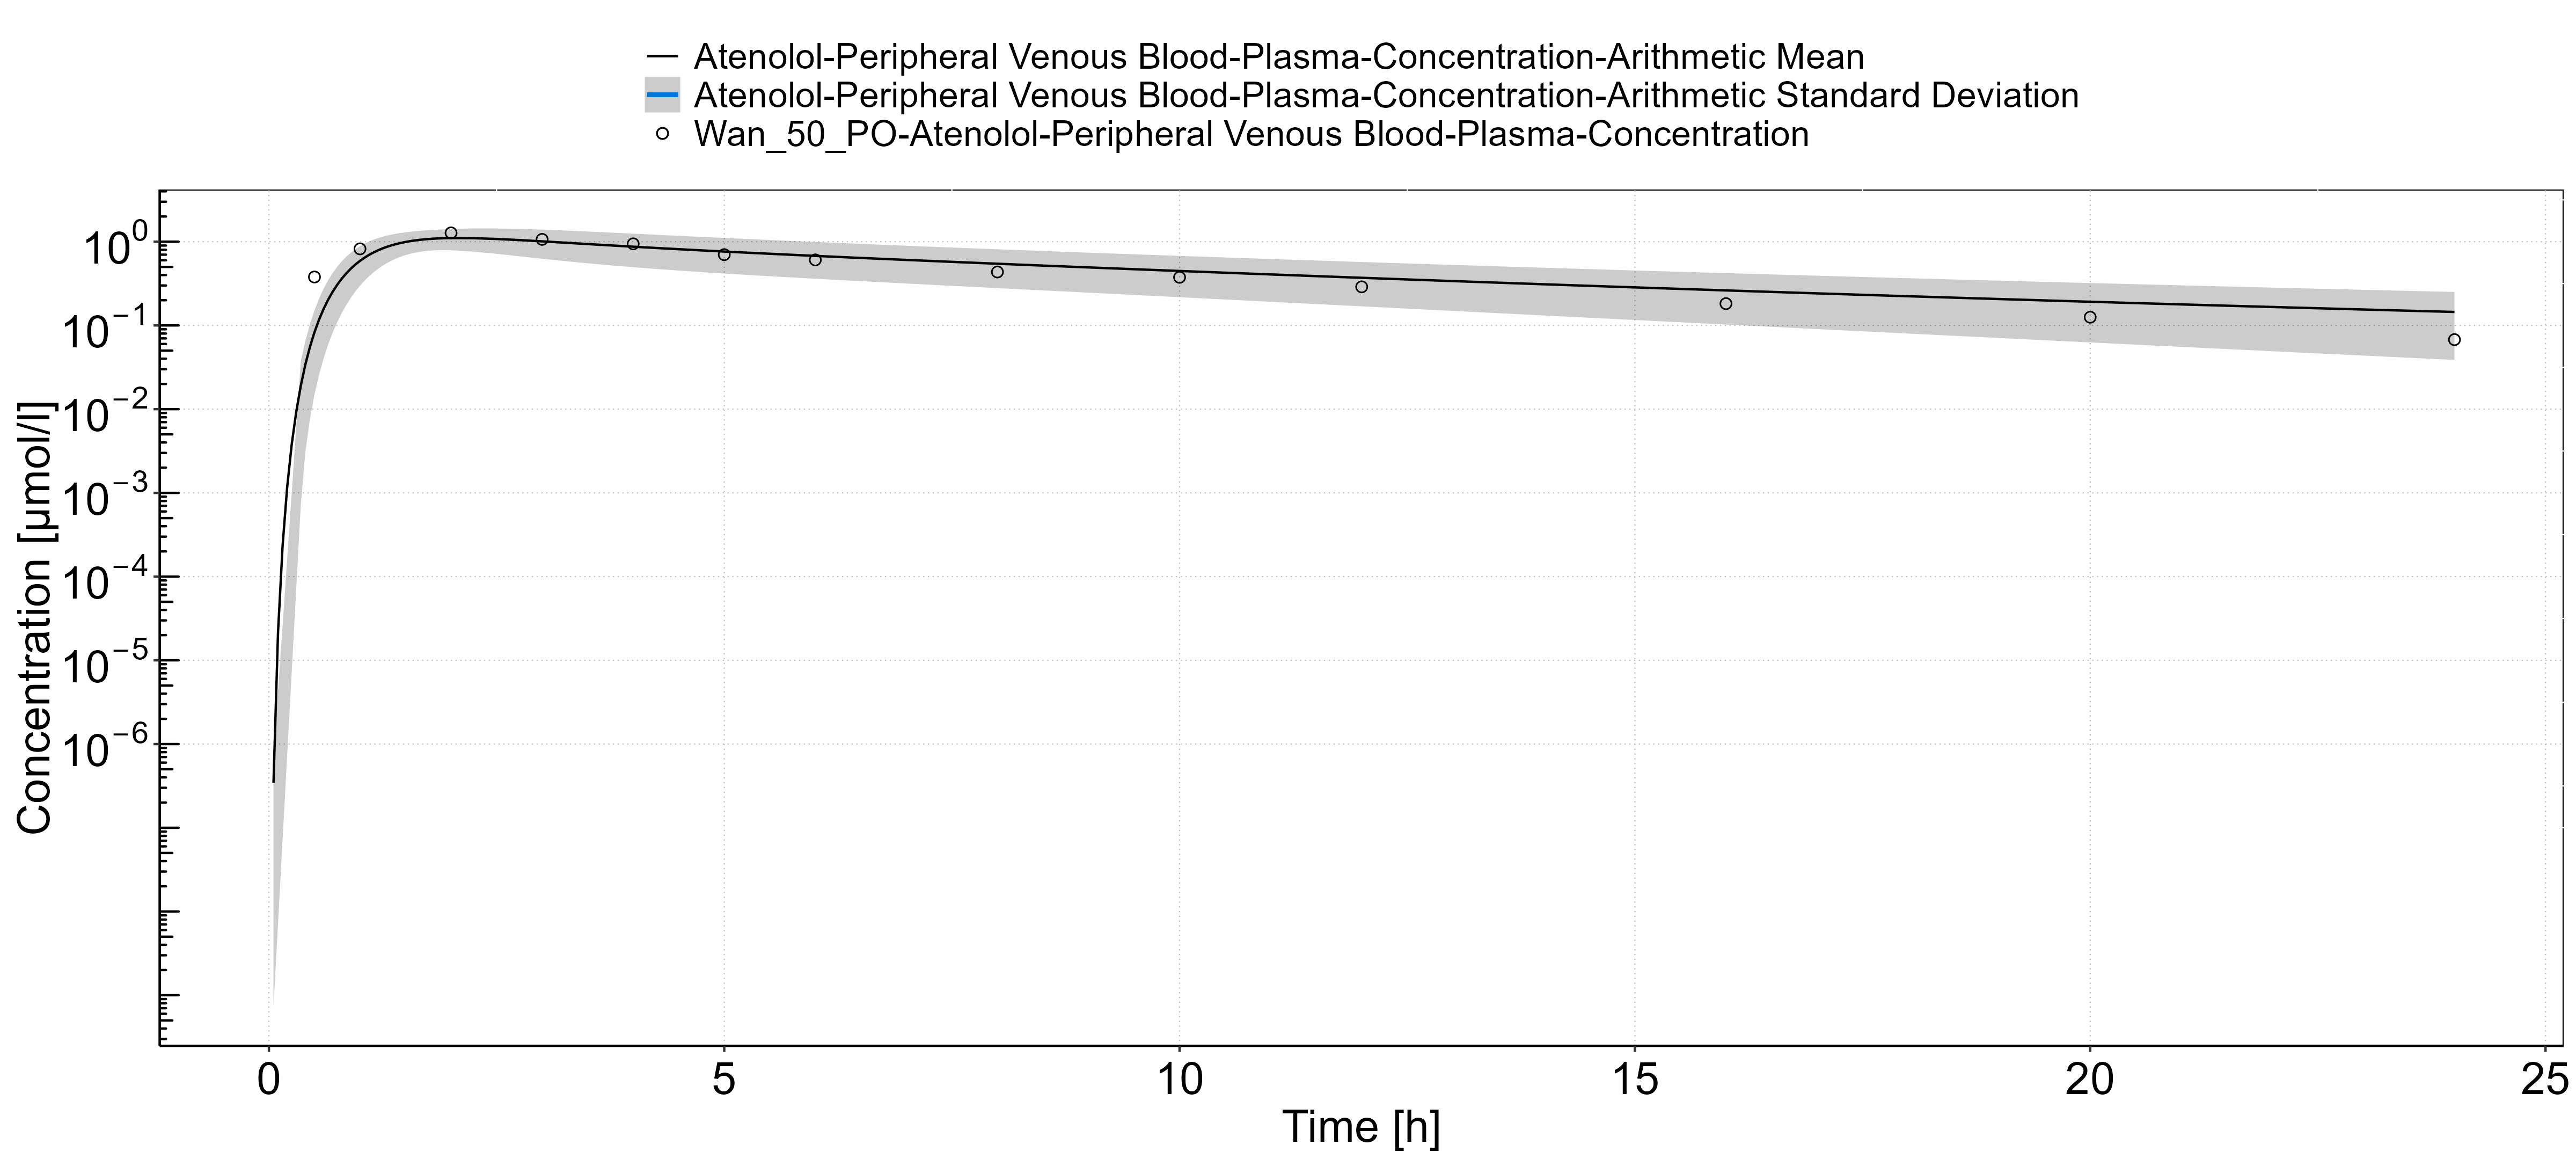 Atenolol-Peripheral Venous Blood-Plasma-Concentration-Arithmetic Mean
Atenolol-Peripheral Venous Blood-Plasma-Concentration-Arithmetic Standard Deviation
Wan_50_PO-Atenolol-Peripheral Venous Blood-Plasma-Concentration
Concentration [µmol/l]
10⁰
10⁻¹
10⁻²
10⁻³
10⁻⁴
10⁻⁵
10⁻⁶
0 5 10 15 20 25
Time [h]